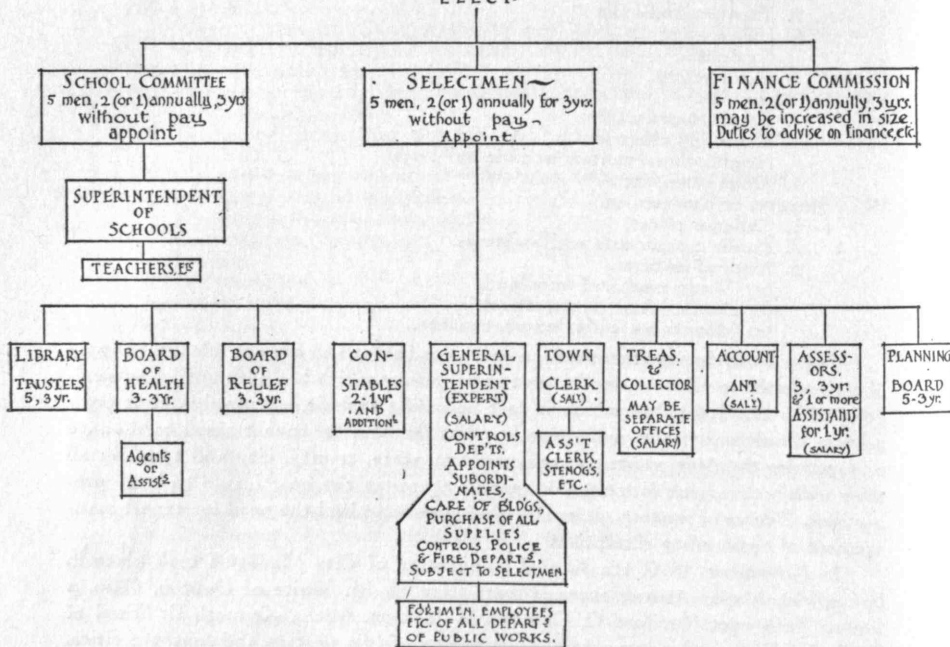 ELECT
SCHOOL COMMITTEE
5 men, 2 (or 1) annually, 3 yrs
without pay
appoint
SELECTMEN
5 men, 2 (or 1) annually for 3 yrs
without pay
appoint.
FINANCE COMMISSION
5 men, 2 (or 1) annully, 3 yrs.
may be increased in size
Duties to advise on Finance, etc.
SUPERINTENDENT
OF
SCHOOLS
TEACHERS, ETC
LIBRARY
TRUSTEES
5, 3 yr.
BOARD
OF
HEALTH
3-3 Yr.
Agents
or
Assists
BOARD
OF
RELIEF
3-3 yr.
CON-
STABLES
2-1 yr
AND
ADDITIONL
GENERAL
SUPERIN-
TENDENT
(EXPERT)
(SALARY)
CONTROLS
DEP'TS.
APPOINTS
SUBORDI-
NATES,
CARE OF BLDGS,
PURCHASE OF ALL
SUPPLIES
CONTROLS POLICE
& FIRE DEPARTS,
SUBJECT TO SELECTMEN
FOREMEN, EMPLOYEES
ETC. OF ALL DEPARTS
OF PUBLIC WORKS.
TOWN
CLERK
(SALY)
ASS'T
CLERK,
STENOG'S,
ETC.
TREAS.
&
COLLECTOR
MAY BE
SEPARATE
OFFICES
(SALARY)
ACCOUNT
ANT
(SALY)
ASSESS-
ORS.
3, 3 yr.
& 1 or more
ASSISTANTS
for 1 yr.
(SALARY)
PLANNING
BOARD
5-3 yr.